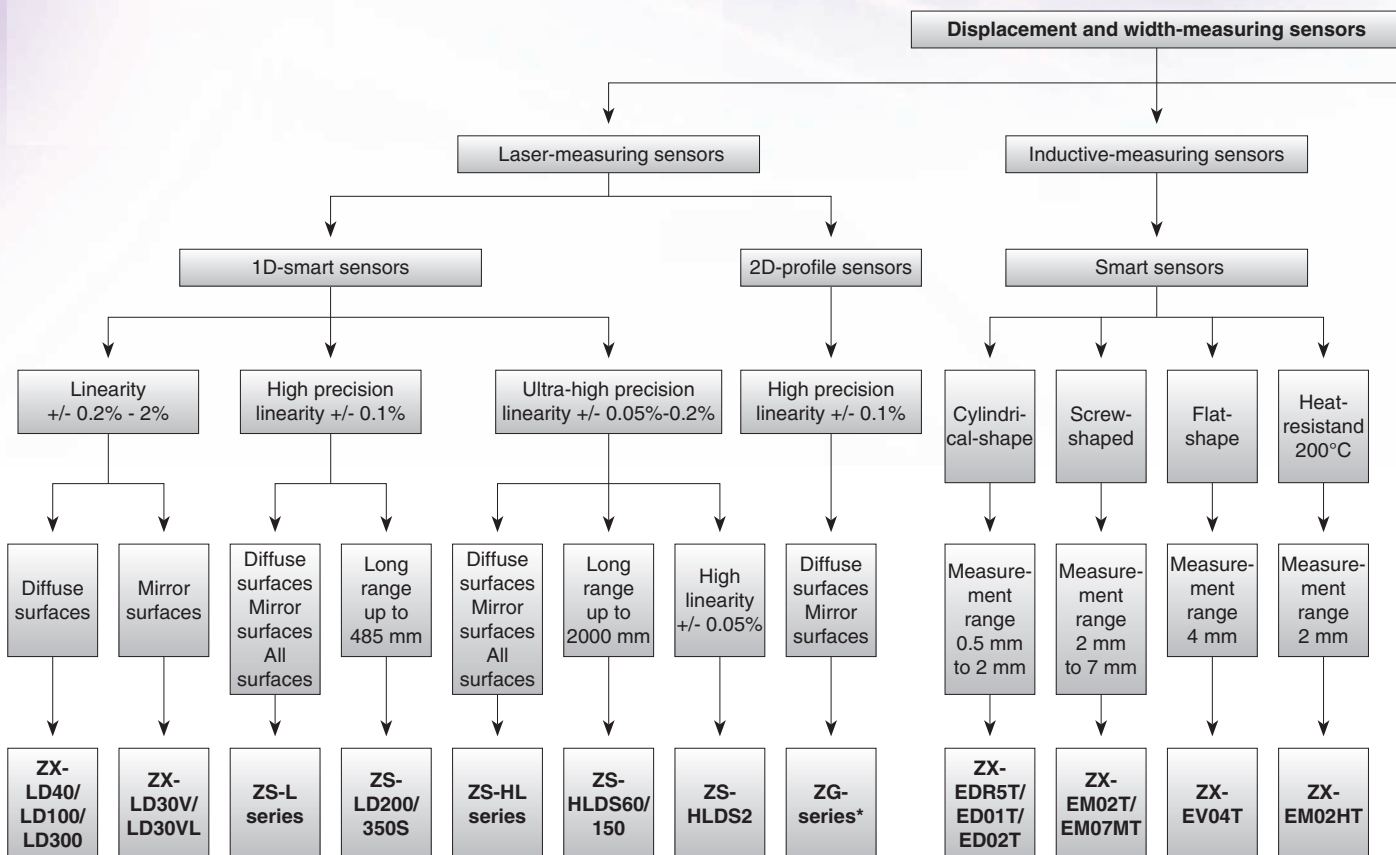 Displacement and width-measuring sensors
Laser-measuring sensors
Inductive-measuring sensors
1D-smart sensors
2D-profile sensors
Smart sensors
Linearity
+/- 0.2% - 2%
High precision
linearity +/- 0.1%
Ultra-high precision
linearity +/- 0.05%-0.2%
High precision
linearity +/- 0.1%
Cylindri-
cal-shape
Screw-
shaped
Flat-
shape
Heat-
resistand
200°C
Diffuse
surfaces
Mirror
surfaces
Diffuse
surfaces
Mirror
surfaces
All
surfaces
Long
range
up to
485 mm
Diffuse
surfaces
Mirror
surfaces
All
surfaces
Long
range
up to
2000 mm
High
linearity
+/- 0.05%
Diffuse
surfaces
Mirror
surfaces
Measure-
ment
range
0.5 mm
to 2 mm
Measure-
ment
range
2 mm
to 7 mm
Measure-
ment
range
4 mm
Measure-
ment
range
2 mm
ZX-
LD40/
LD100/
LD300
ZX-
LD30V/
LD30VL
ZS-L
series
ZS-
LD200/
350S
ZS-HL
series
ZS-
HLDS60/
150
ZS-
HLDS2
ZG-
series*
ZX-
EDR5T/
ED01T/
ED02T
ZX-
EM02T/
EM07MT
ZX-
EV04T
ZX-
EM02HT